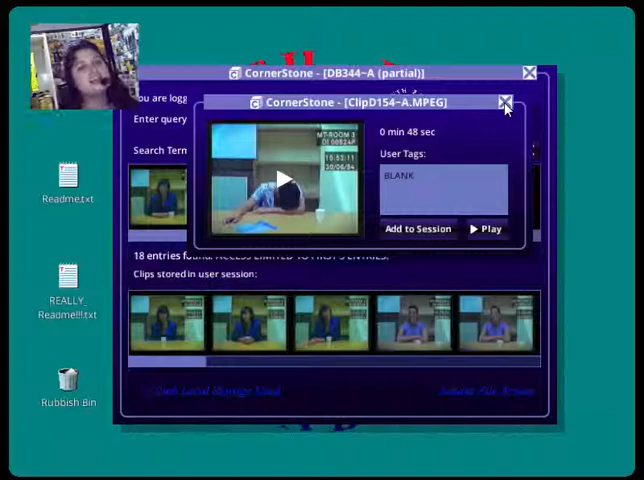 CornerStone - [DB344~A (partial)]
You are logg
CornerStone - [ClipD154~A.MPEG]
Enter query
MT-ROOM 3
15:53:11
30/06/94
0 min 48 sec
User Tags:
Search Term
BLANK
Readme.txt
Add to Session
Play
18 entries found. ACCESS LIMITED TO FIRST 5 ENTRIES.
Clips stored in user session:
REALLY_
Readme!!!.txt
Rubbish Bin